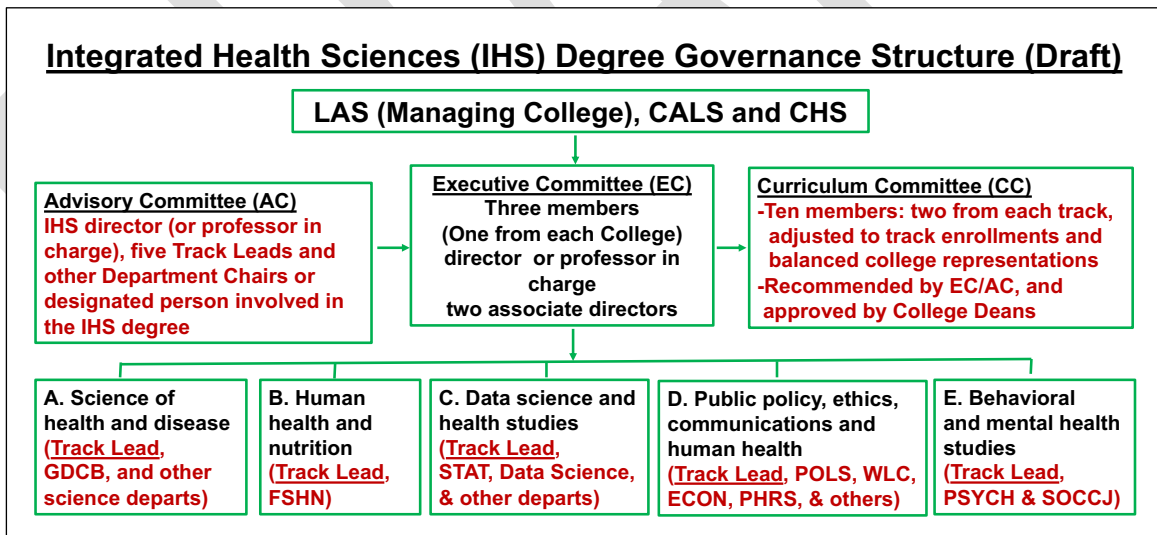 Integrated Health Sciences (IHS) Degree Governance Structure (Draft)
LAS (Managing College), CALS and CHS
Advisory Committee (AC)
IHS director (or professor in
charge), five Track Leads and
other Department Chairs or
designated person involved in
the IHS degree
Executive Committee (EC)
Three members
(One from each College)
director or professor in
charge
two associate directors
Curriculum Committee (CC)
-Ten members: two from each track,
adjusted to track enrollments and
balanced college representations
-Recommended by EC/AC, and
approved by College Deans
A. Science of
health and disease
(Track Lead,
GDCB, and other
science departs)
B. Human
health and
nutrition
(Track Lead,
FSHN)
C. Data science and
health studies
(Track Lead,
STAT, Data Science,
& other departs)
D. Public policy, ethics,
communications and
human health
(Track Lead, POLS, WLC,
ECON, PHRS, & others)
E. Behavioral
and mental health
studies
(Track Lead,
PSYCH & SOCCJ)